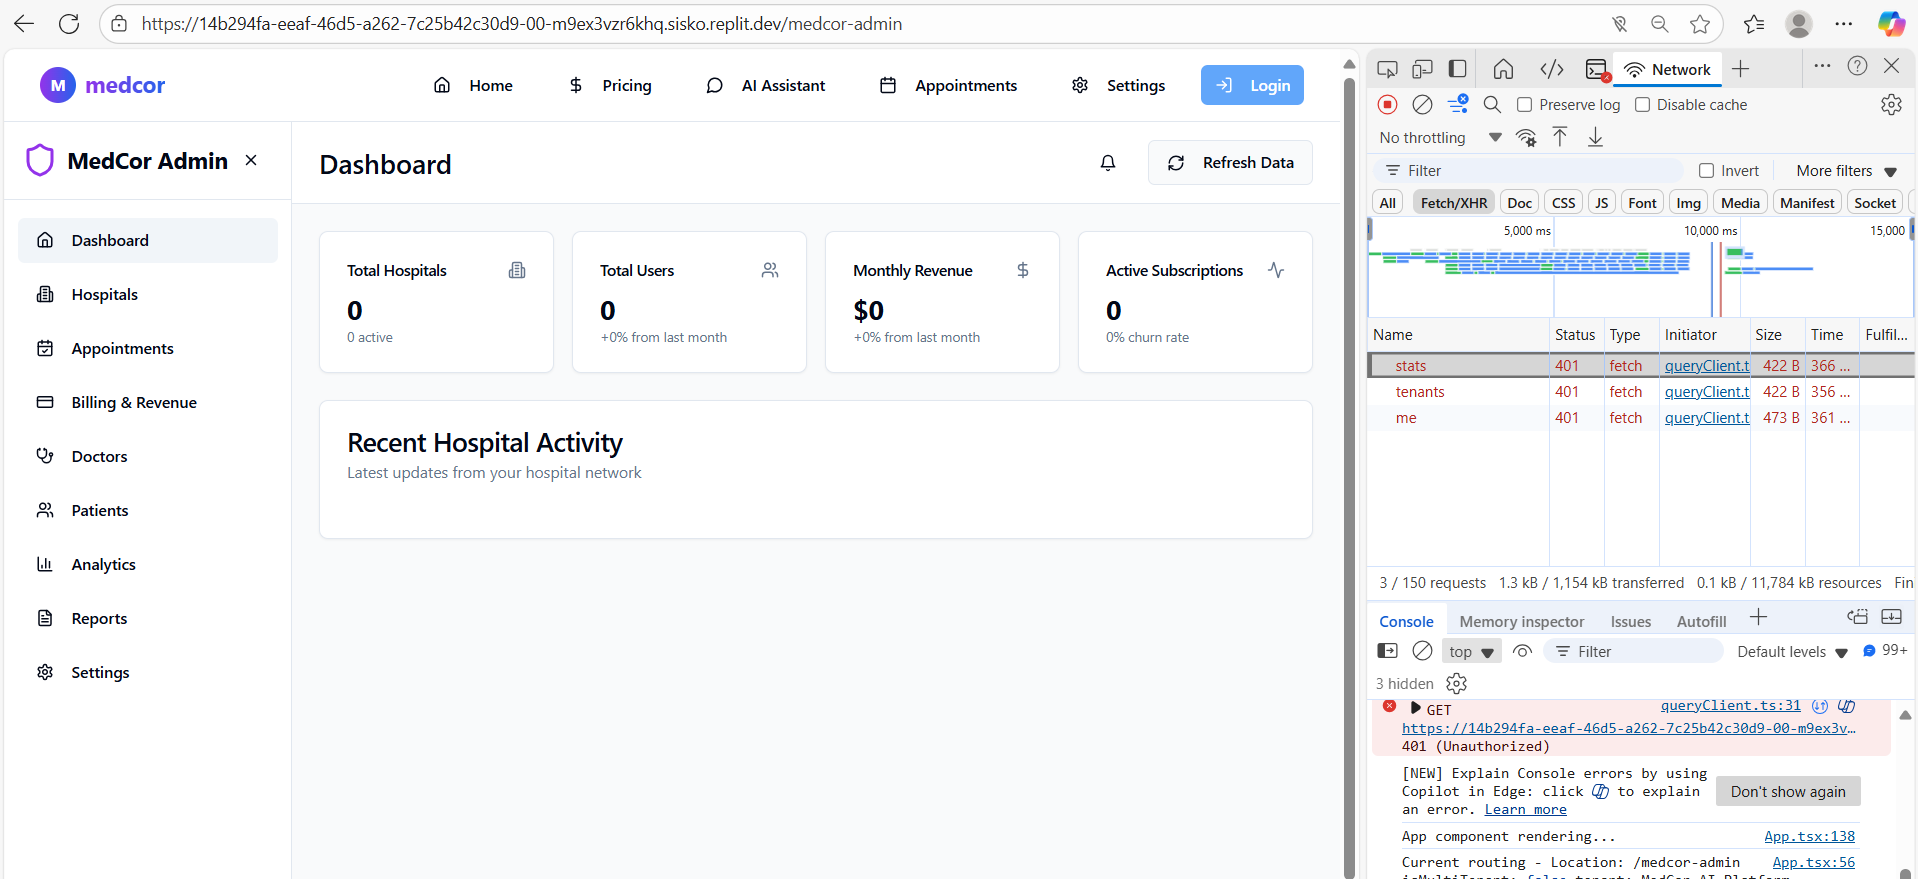 https://14b294fa-eeaf-46d5-a262-7c25b42c30d9-00-m9ex3vzr6khq.sisko.replit.dev/medcor-admin
M medcor
Home
Pricing
AI Assistant
Appointments
Settings
Login
MedCor Admin
Dashboard
Hospitals
Appointments
Billing & Revenue
Doctors
Patients
Analytics
Reports
Settings
Dashboard
Refresh Data
Total Hospitals
0
0 active
Total Users
0
+0% from last month
Monthly Revenue
$0
+0% from last month
Active Subscriptions
0
0% churn rate
Recent Hospital Activity
Latest updates from your hospital network
Network
Preserve log Disable cache
No throttling
Filter Invert More filters
All Fetch/XHR Doc CSS JS Font Img Media Manifest Socket
5,000 ms 10,000 ms 15,000
Name Status Type Initiator Size Time Fulfil...
stats 401 fetch queryClient.t 422 B 366 ...
tenants 401 fetch queryClient.t 422 B 356 ...
me 401 fetch queryClient.t 473 B 361 ...
3 / 150 requests 1.3 kB / 1,154 kB transferred 0.1 kB / 11,784 kB resources Fin
Console Memory inspector Issues Autofill
top Filter Default levels 99+
3 hidden
GET queryClient.ts:31
https://14b294fa-eeaf-46d5-a262-7c25b42c30d9-00-m9ex3v…
401 (Unauthorized)
[NEW] Explain Console errors by using
Copilot in Edge: click to explain
an error. Learn more
Don't show again
App component rendering... App.tsx:138
Current routing - Location: /medcor-admin App.tsx:56
isMultiTenant: false tenant: MedCor AI Platform